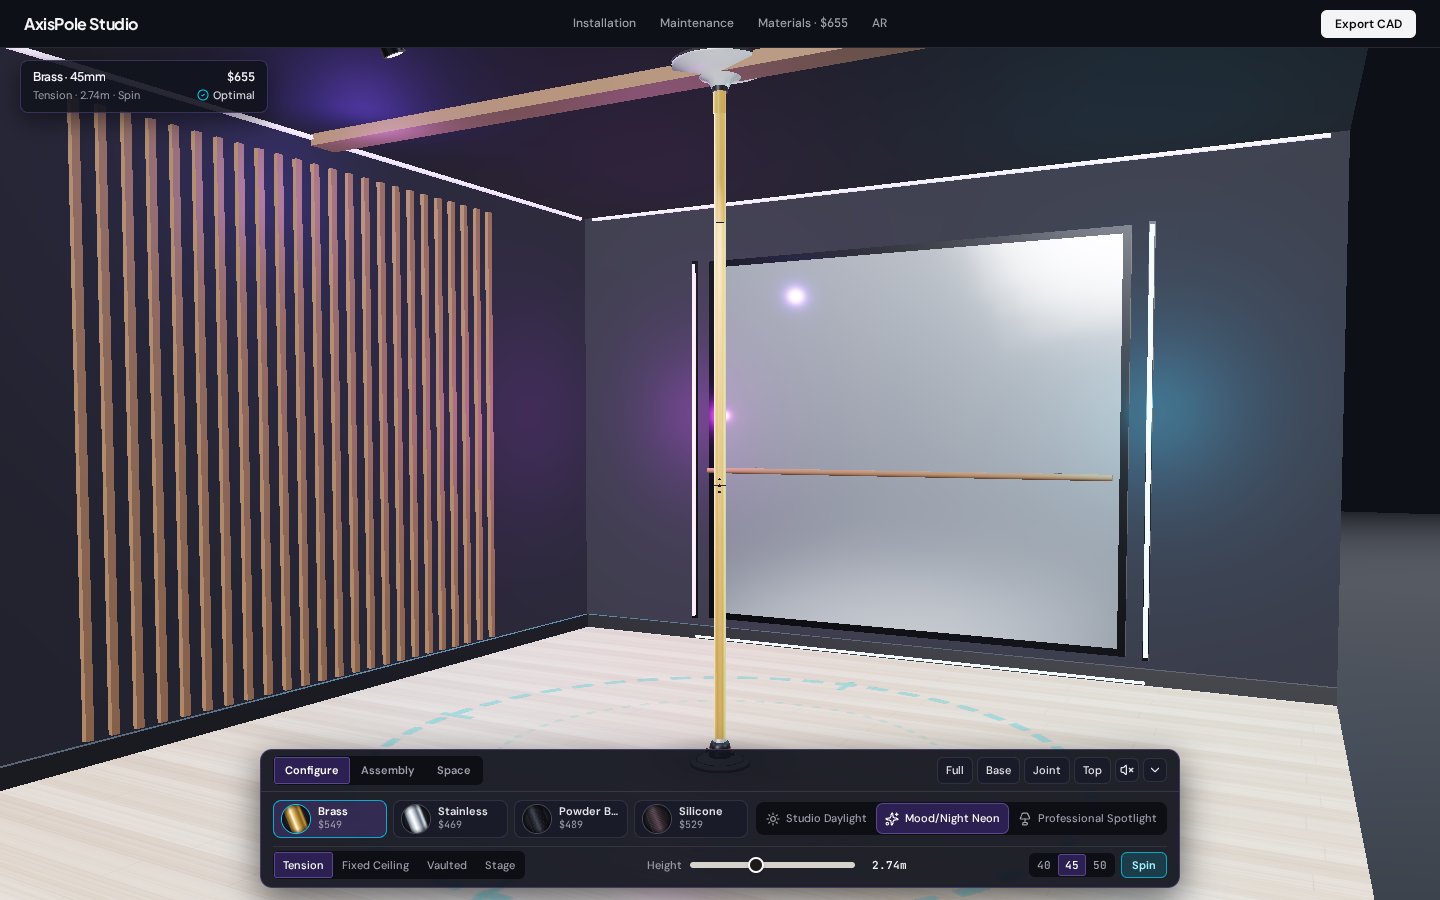 AxisPole Studio
Installation Maintenance Materials · $655 AR
Export CAD
Brass · 45mm $655
Tension · 2.74m · Spin Optimal
Configure Assembly Space
Full Base Joint Top
Brass
$549
Stainless
$469
Powder B...
$489
Silicone
$529
Studio Daylight Mood/Night Neon Professional Spotlight
Tension Fixed Ceiling Vaulted Stage
Height 2.74m
40 45 50 Spin